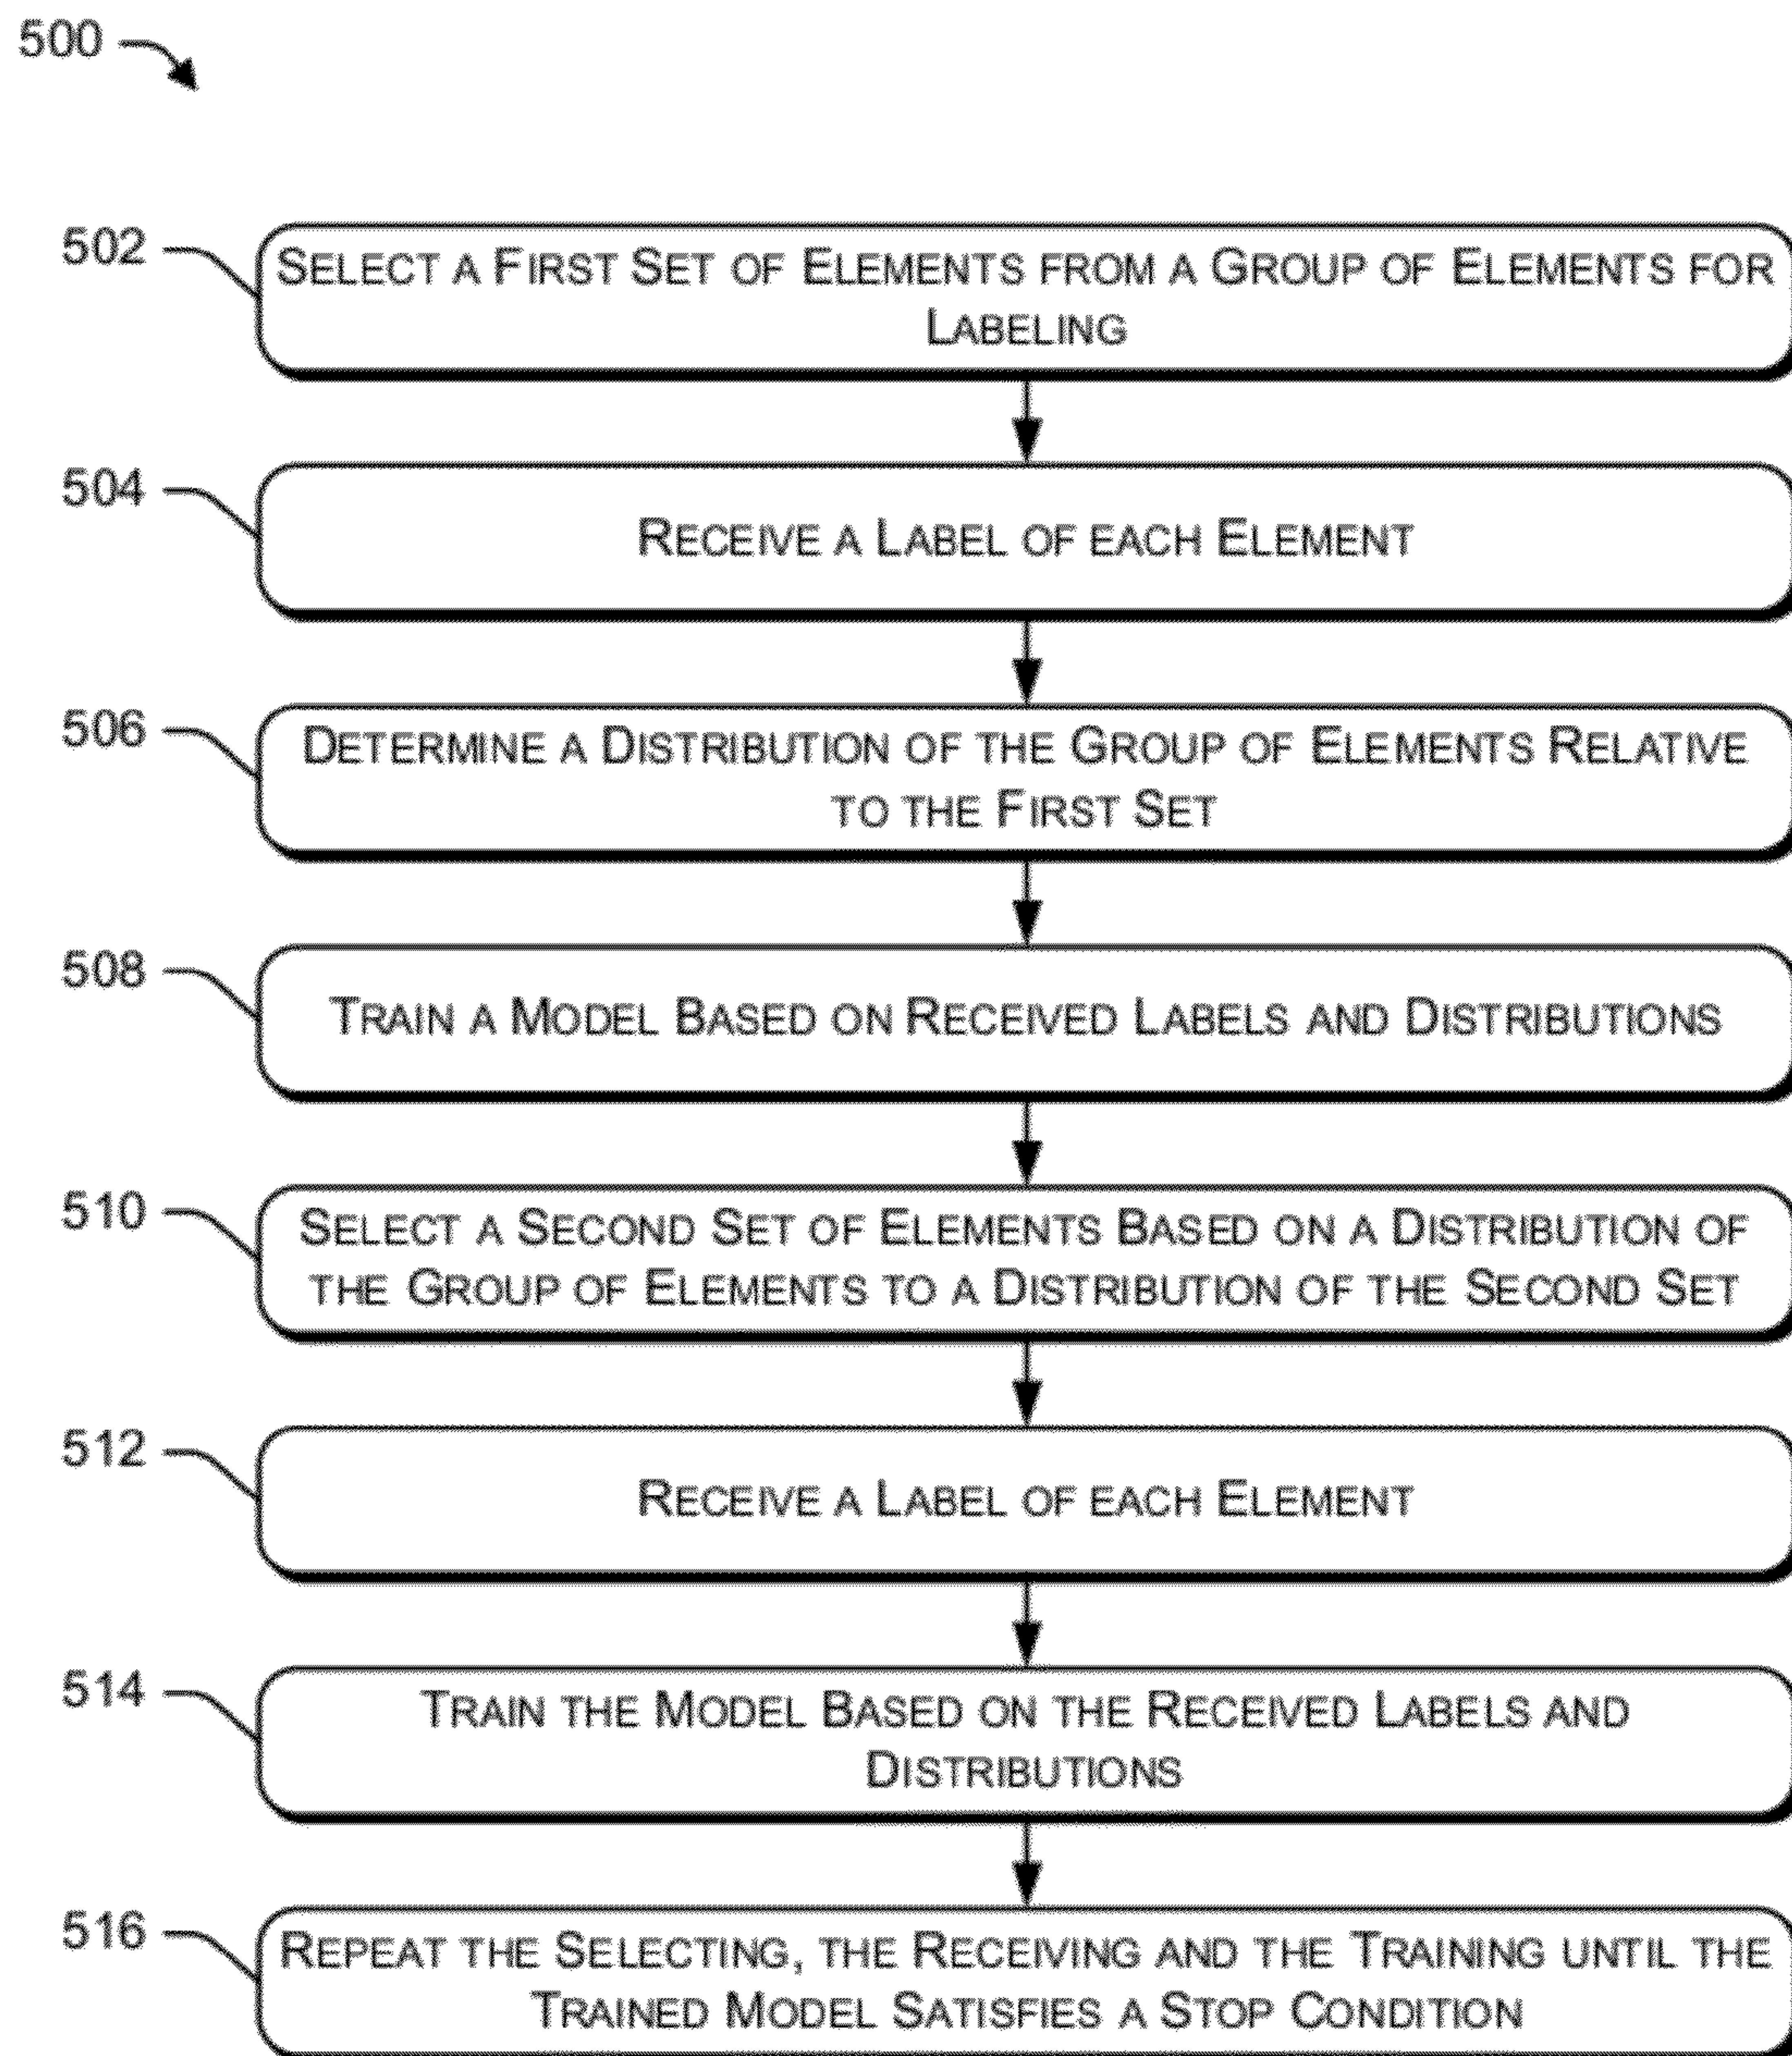 500
502
SELECT A FIRST SET OF ELEMENTS FROM A GROUP OF ELEMENTS FOR
LABELING
504
RECEIVE A LABEL OF EACH ELEMENT
506
DETERMINE A DISTRIBUTION OF THE GROUP OF ELEMENTS RELATIVE
TO THE FIRST SET
508
TRAIN A MODEL BASED ON RECEIVED LABELS AND DISTRIBUTIONS
510
SELECT A SECOND SET OF ELEMENTS BASED ON A DISTRIBUTION OF
THE GROUP OF ELEMENTS TO A DISTRIBUTION OF THE SECOND SET
512
RECEIVE A LABEL OF EACH ELEMENT
514
TRAIN THE MODEL BASED ON THE RECEIVED LABELS AND
DISTRIBUTIONS
516
REPEAT THE SELECTING, THE RECEIVING AND THE TRAINING UNTIL THE
TRAINED MODEL SATISFIES A STOP CONDITION